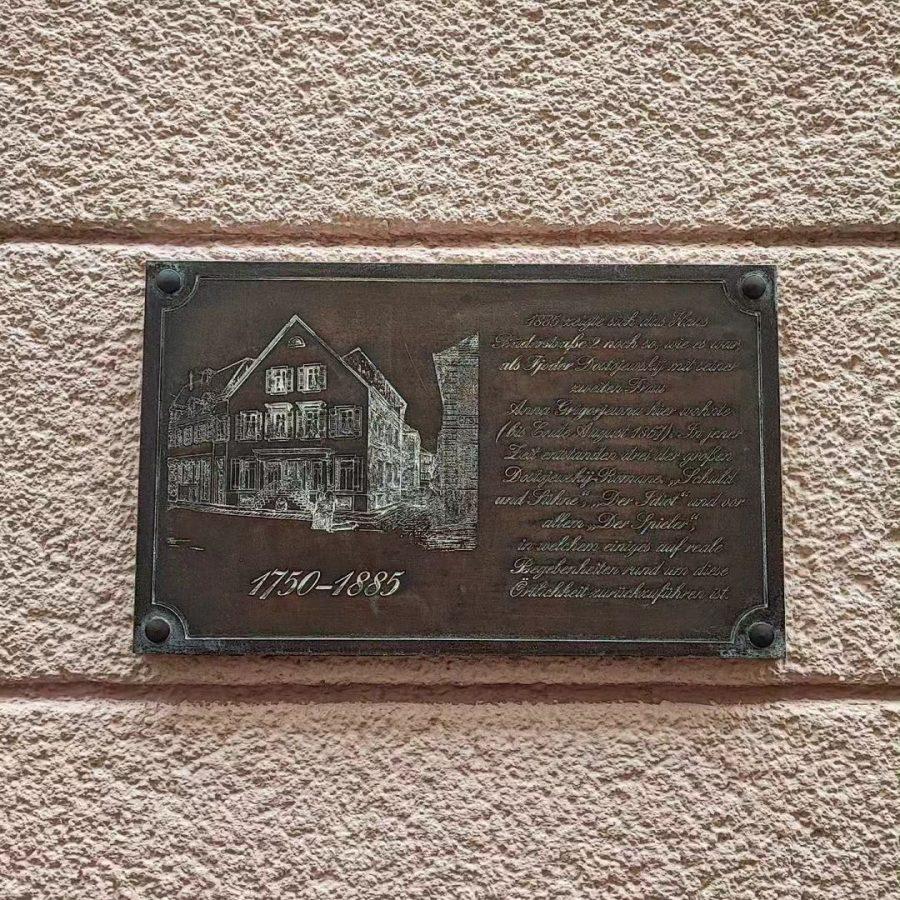 1885 zeigte sich das Haus
Bäderstraße 2 noch so, wie es war,
als Fjodor Dostojewskij mit seiner
zweiten Frau
Anna Grigorjewna hier wohnte
(bis Ende August 1867). In jener
Zeit entstanden drei der großen
Dostojewskij-Romane, „Schuld
und Sühne“, „Der Idiot“ und vor
allem „Der Spieler“,
in welchem einiges auf reale
Begebenheiten rund um diese
Örtlichkeit zurückzuführen ist.
1750–1885